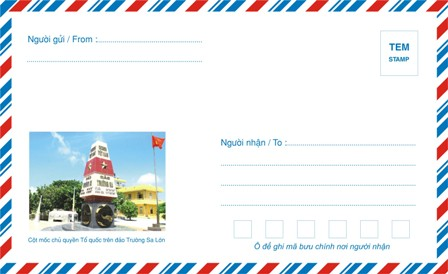 Người gửi / From :
TEM
STAMP
Người nhận / To :
Cột mốc chủ quyền Tổ quốc trên đảo Trường Sa Lớn
Ô để ghi mã bưu chính nơi người nhận